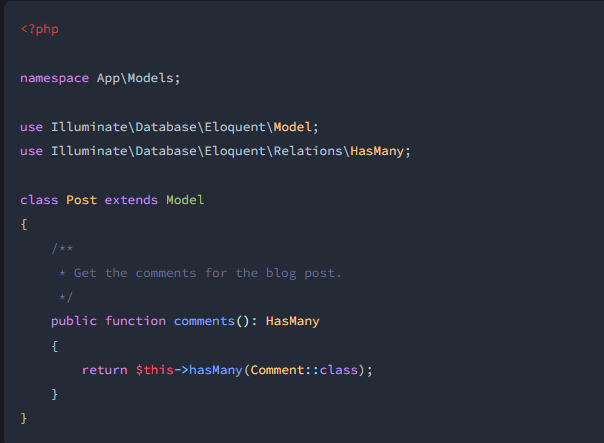 <?php
namespace App\Models;
use Illuminate\Database\Eloquent\Model;
use Illuminate\Database\Eloquent\Relations\HasMany;
class Post extends Model
{
    /**
     * Get the comments for the blog post.
     */
    public function comments(): HasMany
    {
        return $this->hasMany(Comment::class);
    }
}